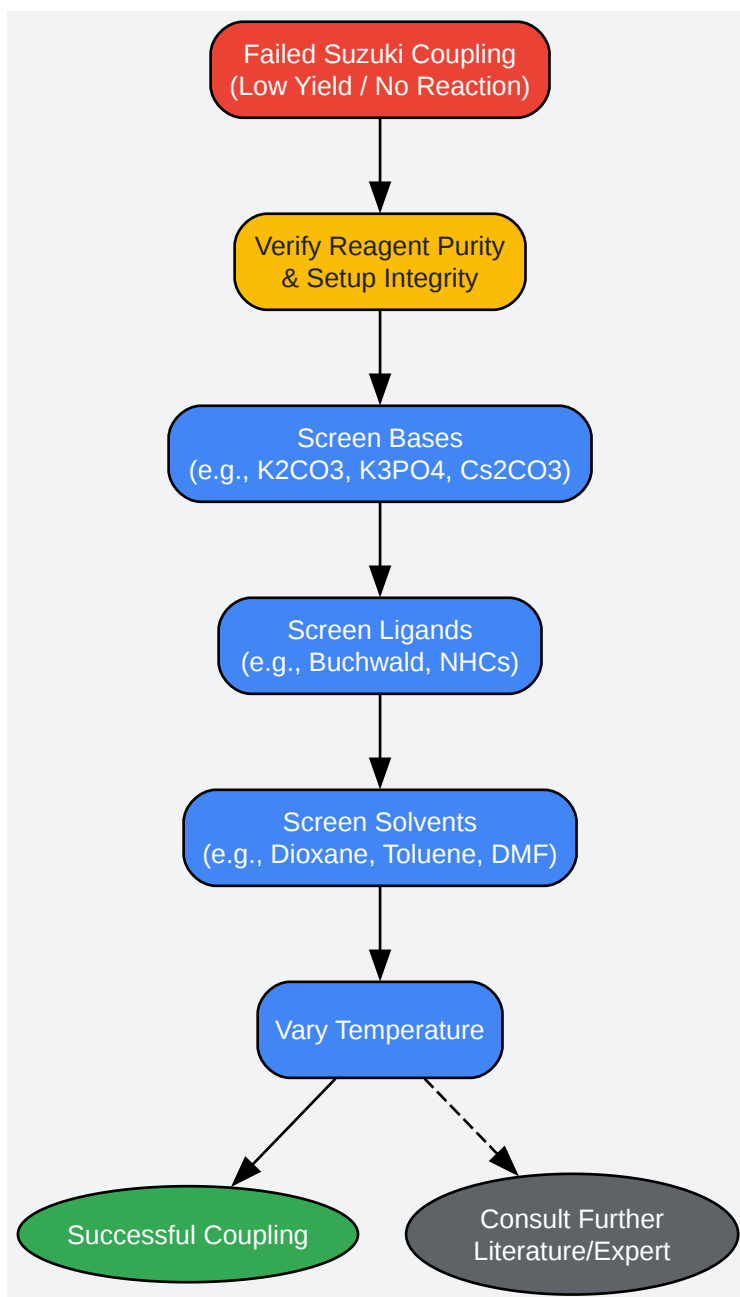 Failed Suzuki Coupling
(Low Yield / No Reaction)
Verify Reagent Purity
& Setup Integrity
Screen Bases
(e.g., K2CO3, K3PO4, Cs2CO3)
Screen Ligands
(e.g., Buchwald, NHCs)
Screen Solvents
(e.g., Dioxane, Toluene, DMF)
Vary Temperature
Successful Coupling
Consult Further
Literature/Expert